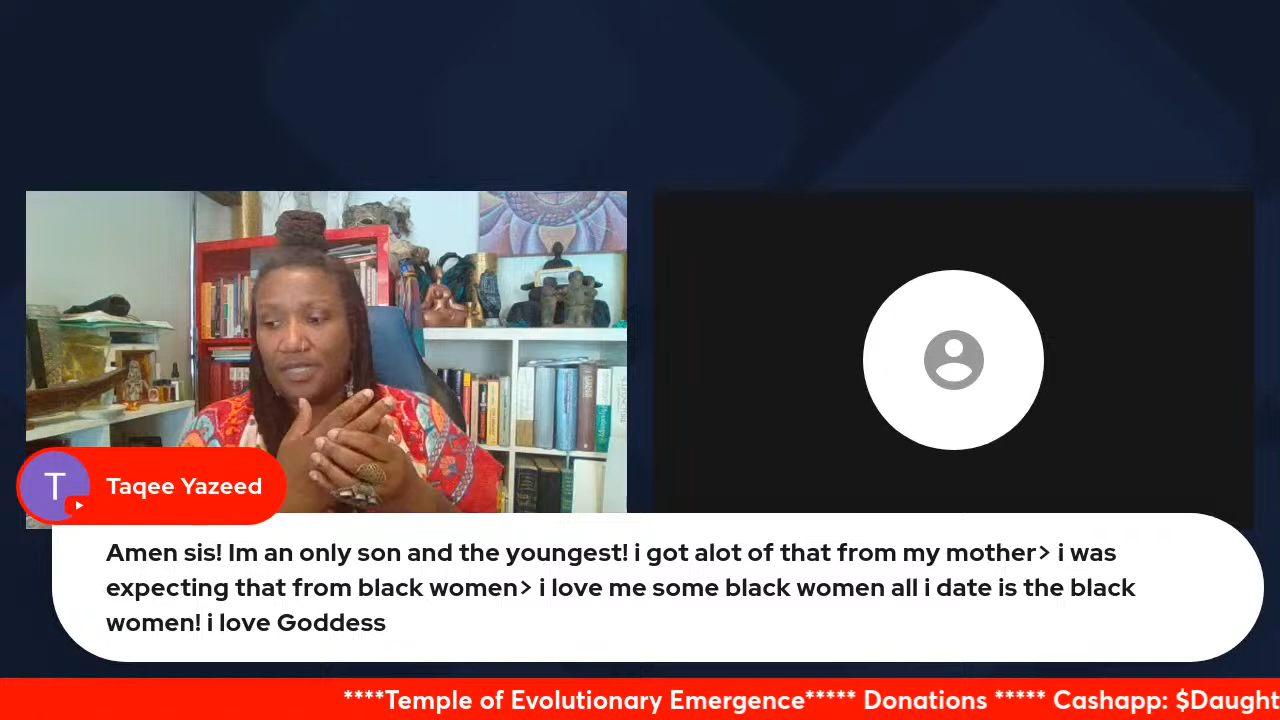 T
Taqee Yazeed
Amen sis! Im an only son and the youngest! i got alot of that from my mother> i was
expecting that from black women> i love me some black women all i date is the black
women! i love Goddess
****Temple of Evolutionary Emergence***** Donations ***** Cashapp: $Daught